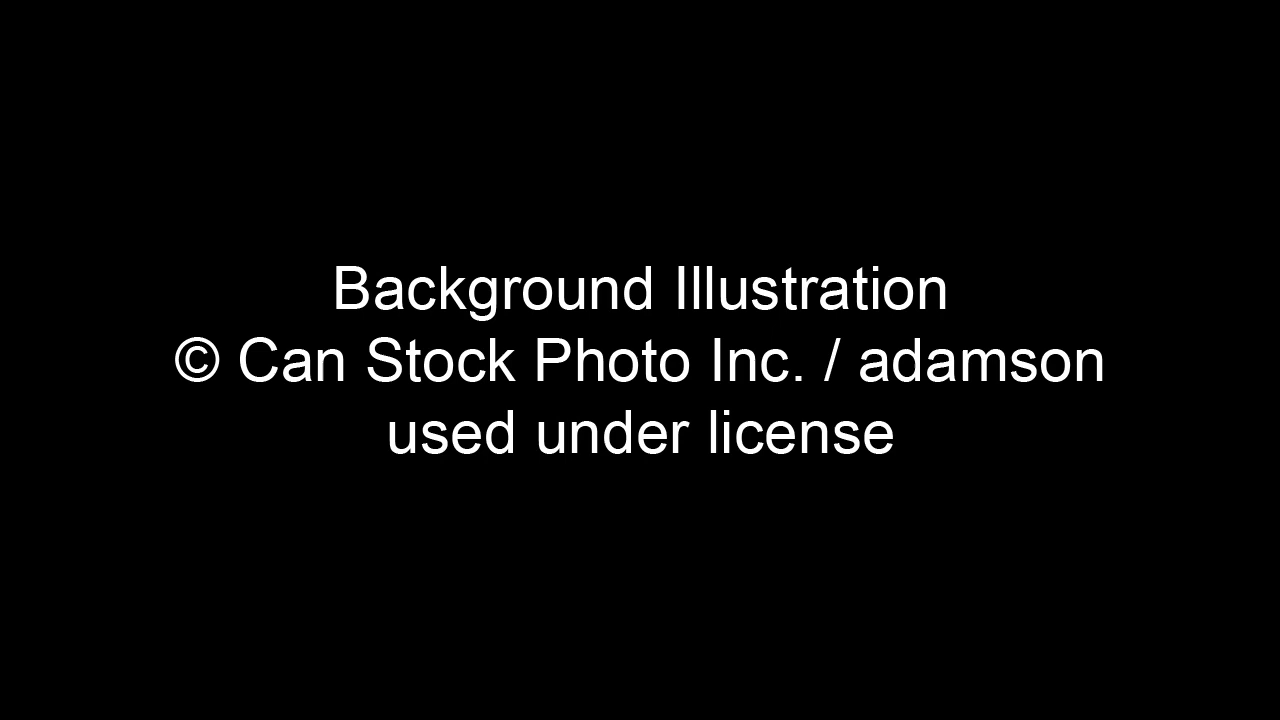 Background Illustration
© Can Stock Photo Inc. / adamson
used under license